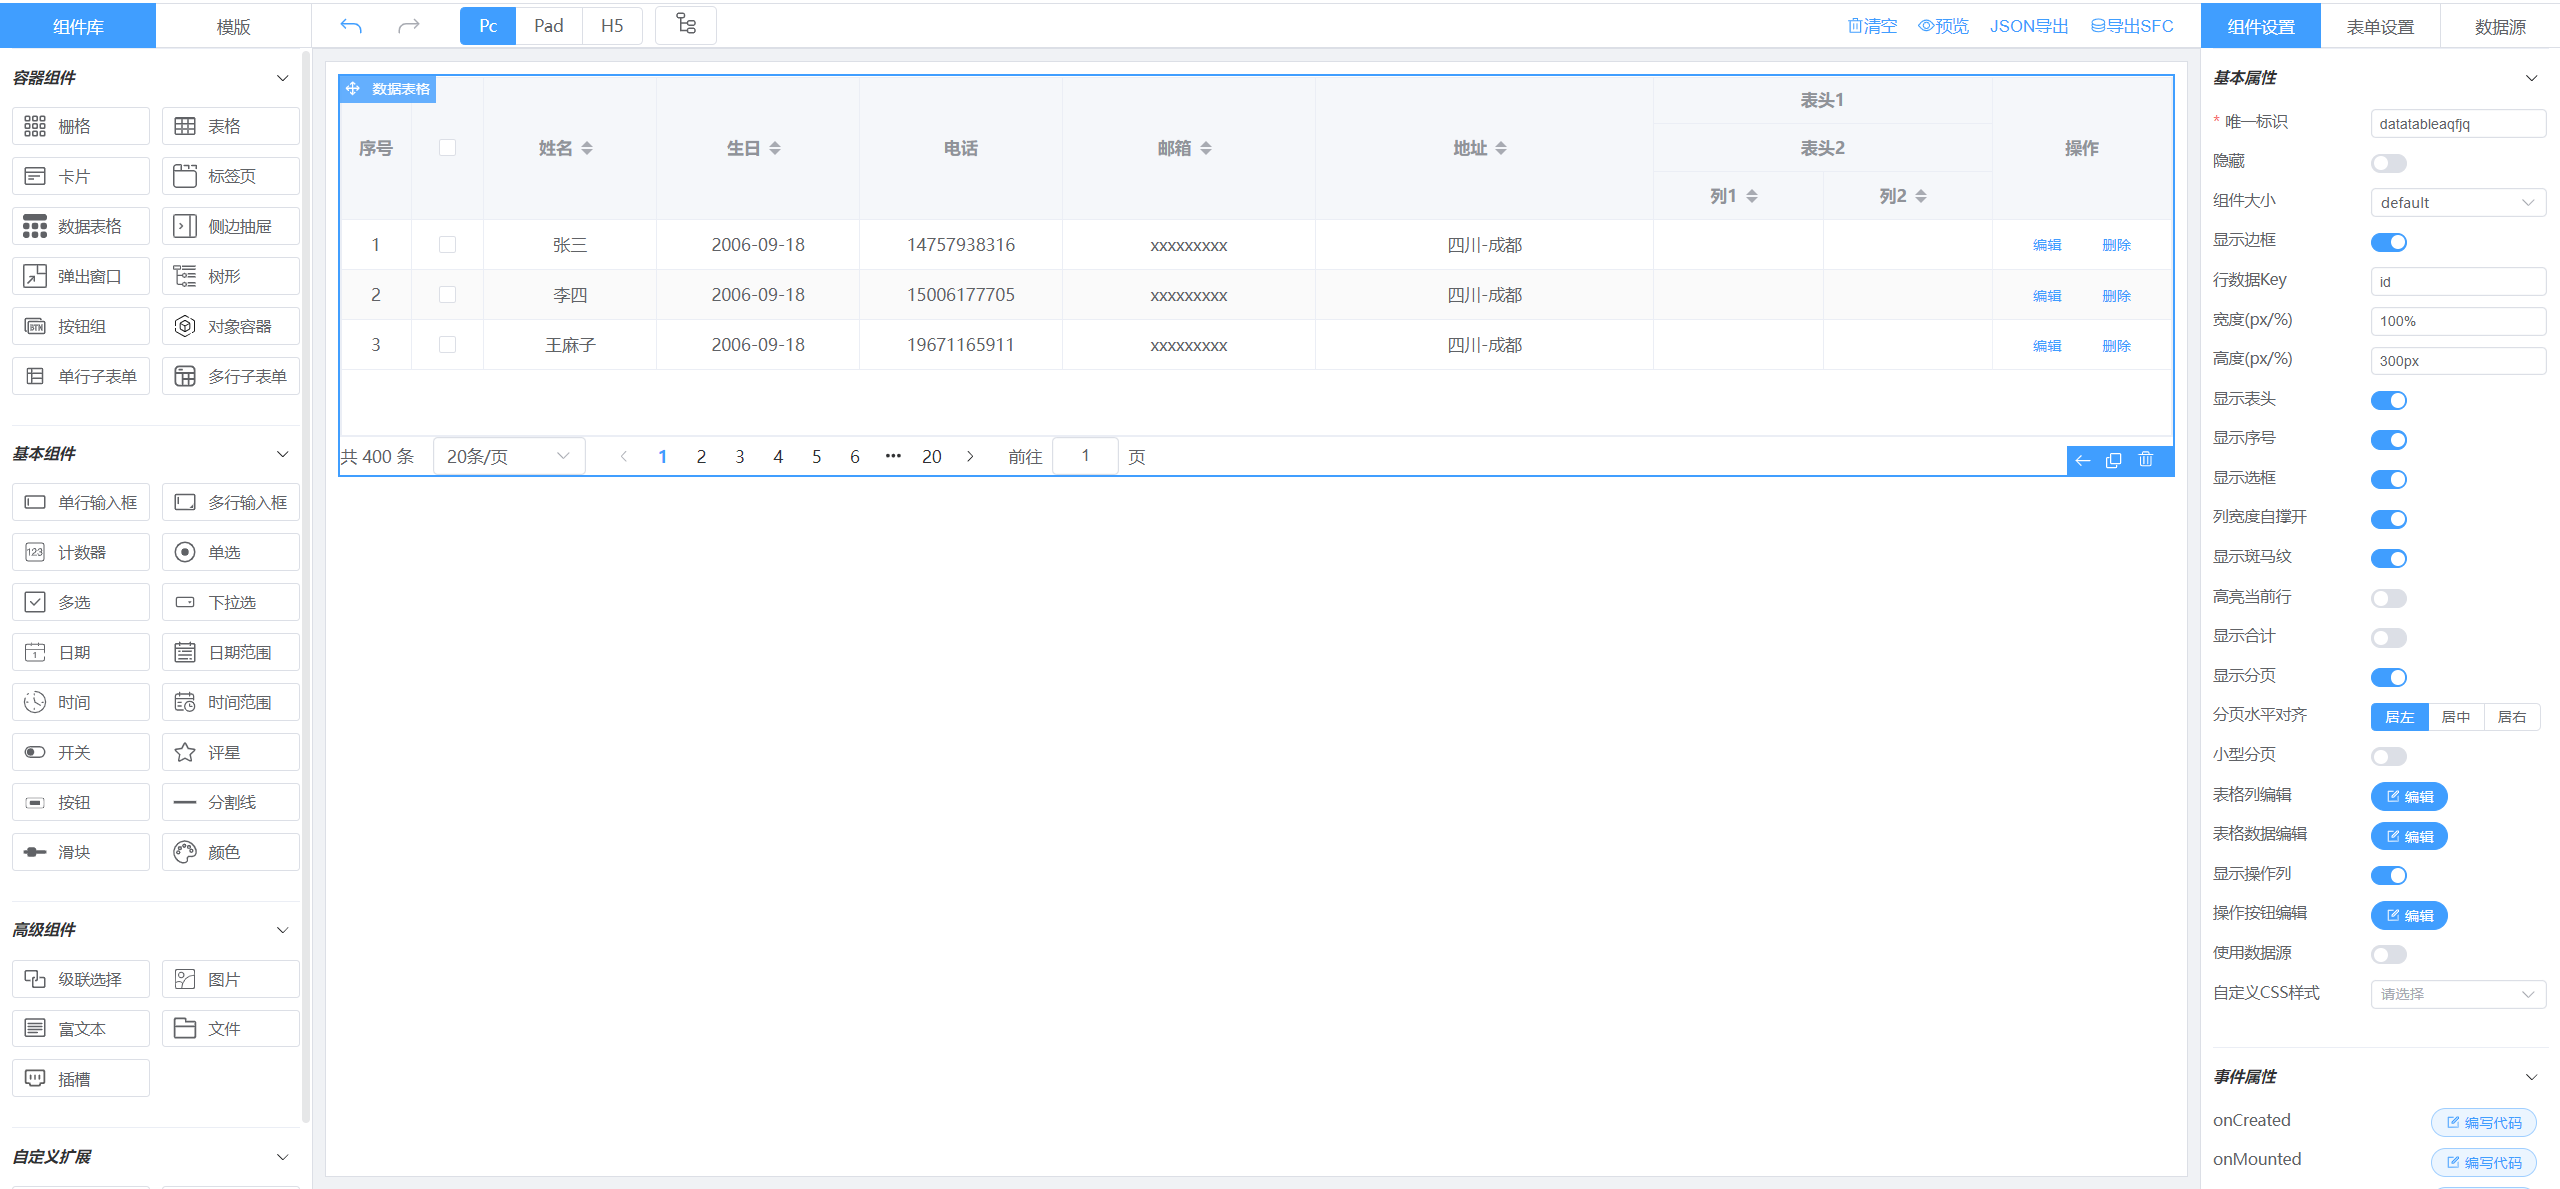 组件库 模版 Pc Pad H5 清空 预览 JSON导出 导出SFC 组件设置 表单设置 数据源
容器组件
栅格 表格
卡片 标签页
数据表格 侧边抽屉
弹出窗口 树形
按钮组 对象容器
单行子表单 多行子表单
基本组件
单行输入框 多行输入框
计数器 单选
多选 下拉选
日期 日期范围
时间 时间范围
开关 评星
按钮 分割线
滑块 颜色
高级组件
级联选择 图片
富文本 文件
插槽
自定义扩展
数据表格
序号 姓名 生日 电话 邮箱 地址 表头1 操作
表头2
列1 列2
1 张三 2006-09-18 14757938316 xxxxxxxxx 四川-成都 编辑 删除
2 李四 2006-09-18 15006177705 xxxxxxxxx 四川-成都 编辑 删除
3 王麻子 2006-09-18 19671165911 xxxxxxxxx 四川-成都 编辑 删除
共 400 条 20条/页 1 2 3 4 5 6 ••• 20 前往 1 页
基本属性
* 唯一标识 datatableaqfjq
隐藏
组件大小 default
显示边框
行数据Key id
宽度(px/%) 100%
高度(px/%) 300px
显示表头
显示序号
显示选框
列宽度自撑开
显示斑马纹
高亮当前行
显示合计
显示分页
分页水平对齐 居左 居中 居右
小型分页
表格列编辑 编辑
表格数据编辑 编辑
显示操作列
操作按钮编辑 编辑
使用数据源
自定义CSS样式 请选择
事件属性
onCreated 编写代码
onMounted 编写代码